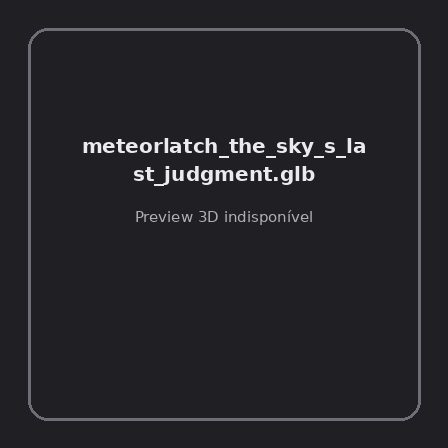 meteorlatch_the_sky_s_la
st_judgment.glb
Preview 3D indisponível